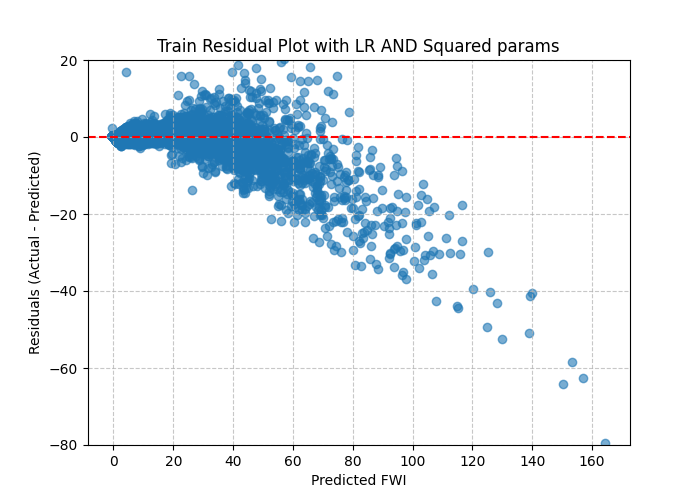 Train Residual Plot with LR AND Squared params
20
0
−20
−40
−60
−80
Residuals (Actual - Predicted)
0 20 40 60 80 100 120 140 160
Predicted FWI